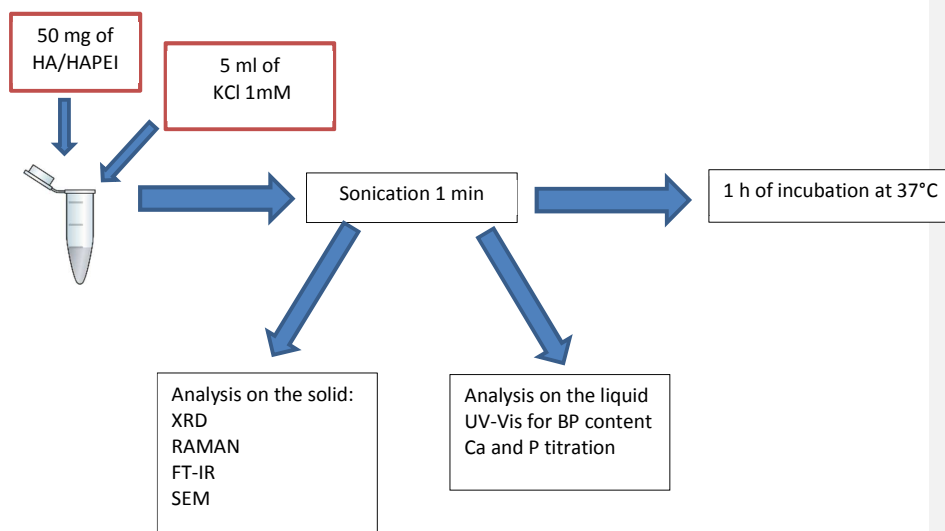 50 mg of
HA/HAPEI
5 ml of
KCl 1mM
Sonication 1 min
1 h of incubation at 37°C
Analysis on the solid:
XRD
RAMAN
FT-IR
SEM
Analysis on the liquid
UV-Vis for BP content
Ca and P titration